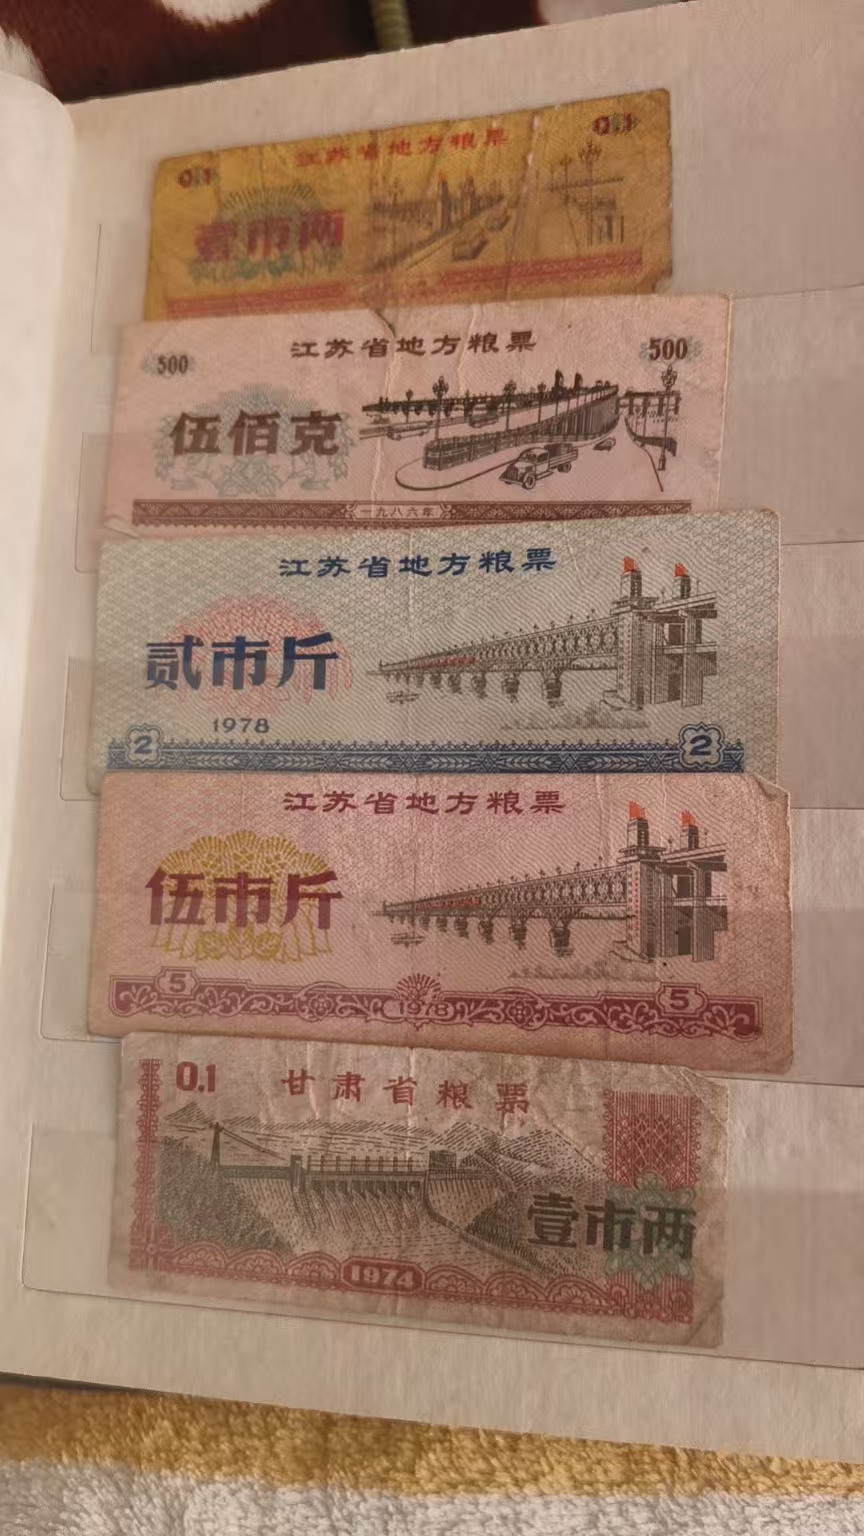 江苏省地方粮票
0.1
0.1
壹市两
江苏省地方粮票
500
500
伍佰克
一九八六年
江苏省地方粮票
贰市斤
1978
2
2
江苏省地方粮票
伍市斤
5
1978
5
0.1
甘肃省粮票
壹市两
1974